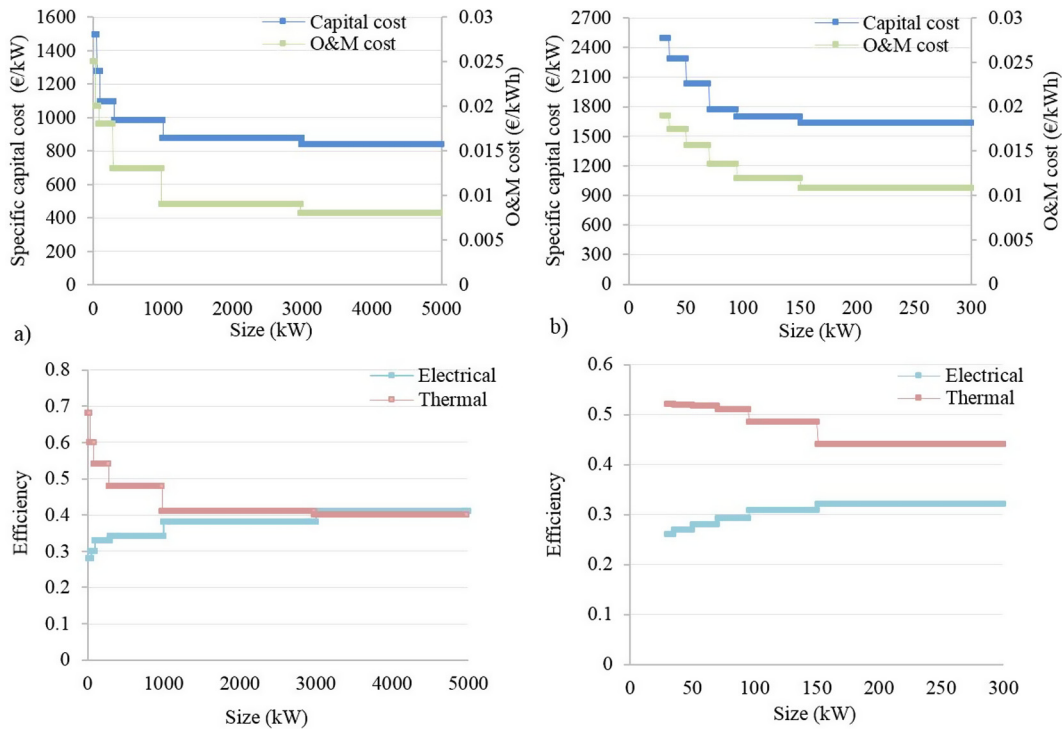 1600
1400
1200
1000
800
600
400
200
0
Specific capital cost (€/kW)
Capital cost
O&M cost
0.03
0.025
0.02
0.015
0.01
0.005
0
O&M cost (€/kWh)
0 1000 2000 3000 4000 5000
Size (kW)
a)
2700
2400
2100
1800
1500
1200
900
600
300
0
Specific capital cost (€/kW)
Capital cost
O&M cost
0.03
0.025
0.02
0.015
0.01
0.005
0
O&M cost (€/kWh)
0 50 100 150 200 250 300
Size (kW)
b)
0.8
0.7
0.6
0.5
0.4
0.3
0.2
0.1
0
Efficiency
Electrical
Thermal
0 1000 2000 3000 4000 5000
Size (kW)
0.6
0.5
0.4
0.3
0.2
0.1
0
Efficiency
Electrical
Thermal
0 50 100 150 200 250 300
Size (kW)